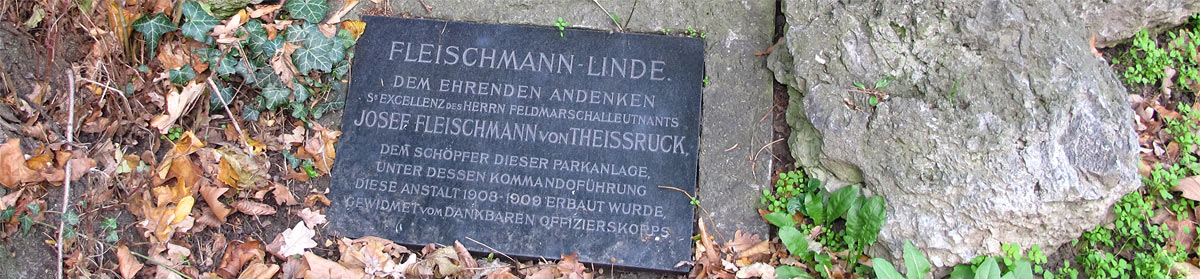 FLEISCHMANN-LINDE.
DEM EHRENDEN ANDENKEN
SR EXCELLENZ DES HERRN FELDMARSCHALLEUTNANTS
JOSEF FLEISCHMANN VON THEISSRUCK.
DEM SCHÖPFER DIESER PARKANLAGE,
UNTER DESSEN KOMMANDOFÜHRUNG
DIESE ANSTALT 1908-1909 ERBAUT WURDE,
GEWIDMET VOM DANKBAREN OFFIZIERSKORPS